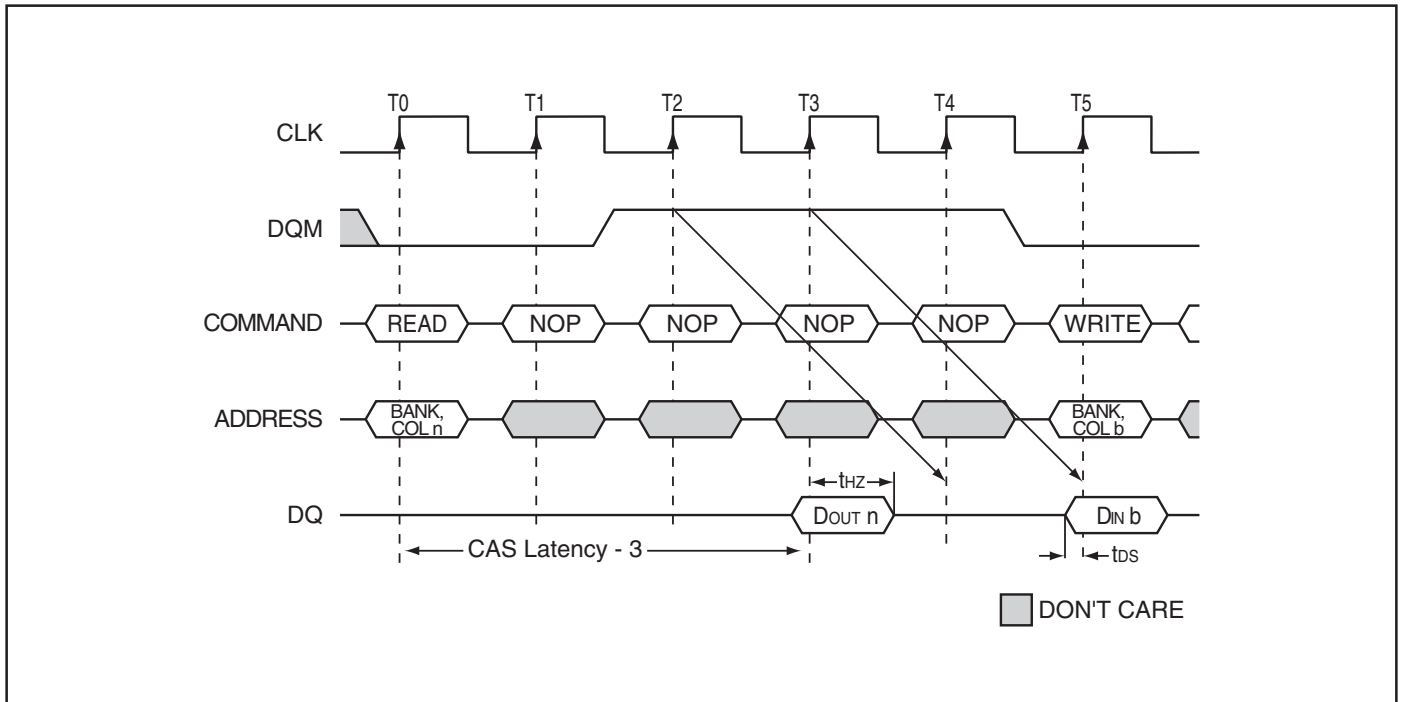 T0 T1 T2 T3 T4 T5
CLK
DQM
COMMAND READ NOP NOP NOP NOP WRITE
ADDRESS BANK, COL n BANK, COL b
tHZ
DQ DOUT n DIN b
CAS Latency - 3 tDS
DON'T CARE